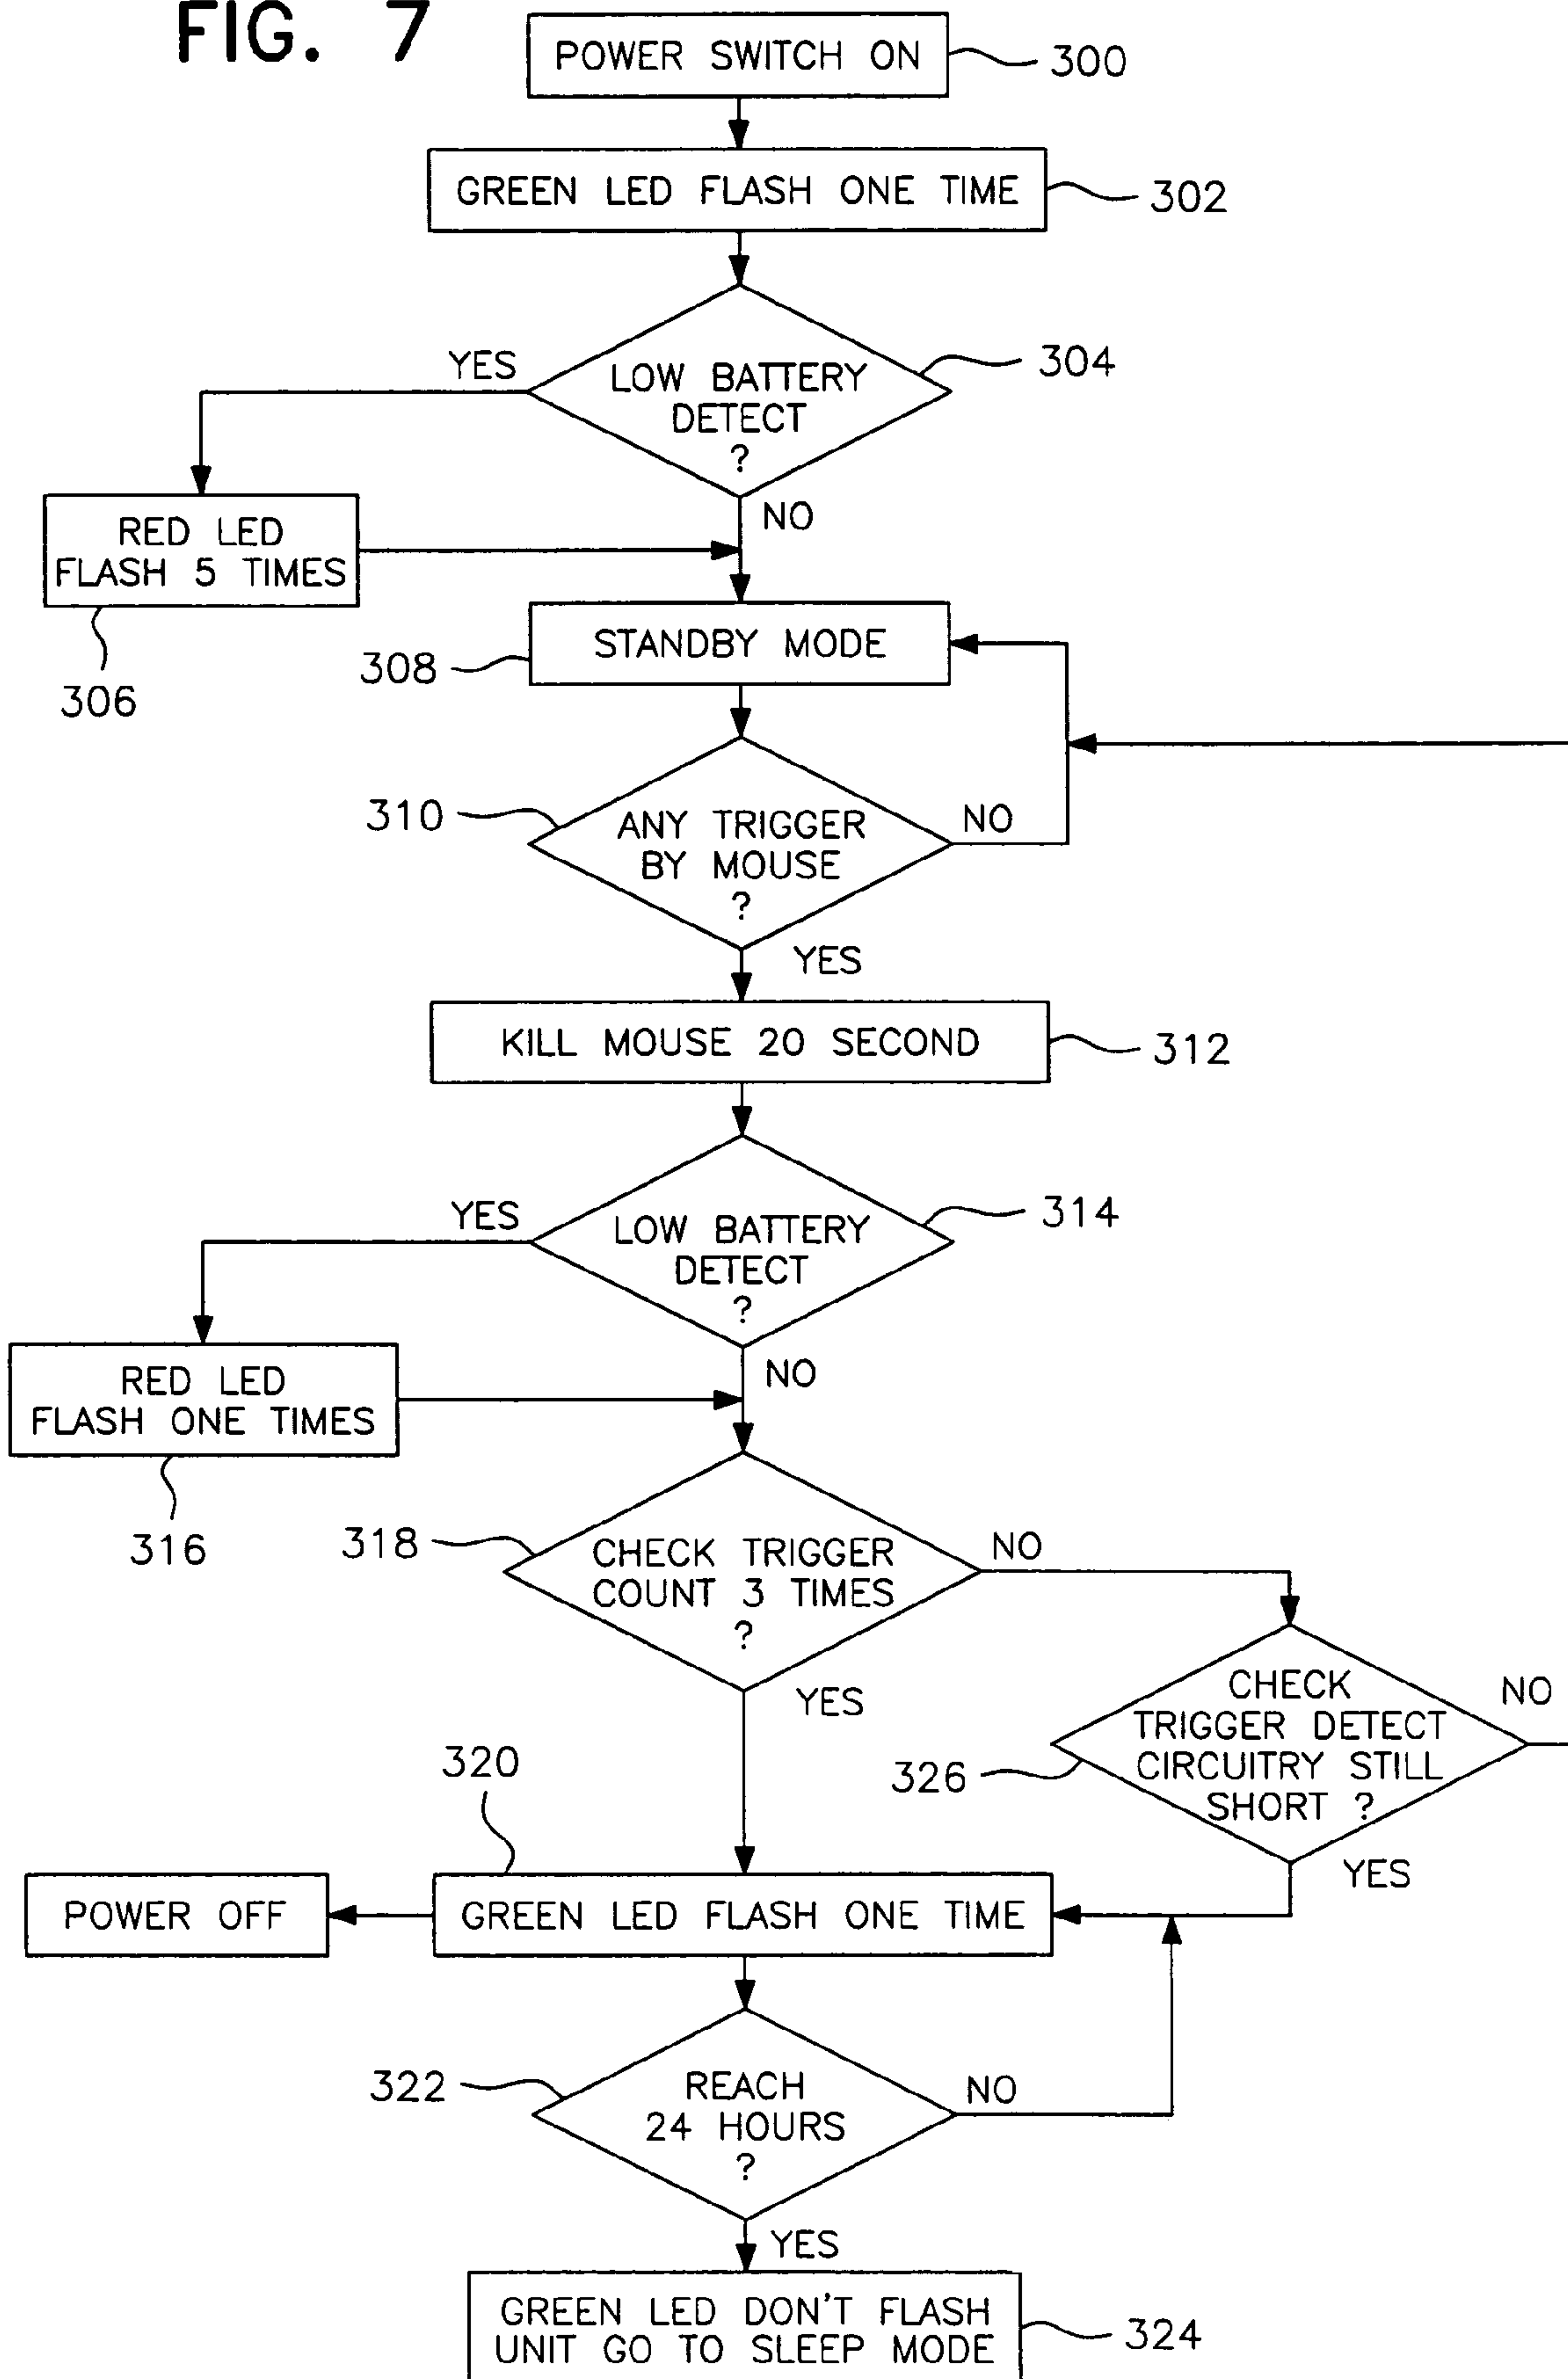 FIG. 7
POWER SWITCH ON
300
GREEN LED FLASH ONE TIME
302
LOW BATTERY
DETECT
?
304
YES
NO
RED LED
FLASH 5 TIMES
306
STANDBY MODE
308
310
ANY TRIGGER
BY MOUSE
?
NO
YES
KILL MOUSE 20 SECOND
312
LOW BATTERY
DETECT
?
314
YES
NO
RED LED
FLASH ONE TIMES
316
318
CHECK TRIGGER
COUNT 3 TIMES
?
NO
YES
CHECK
TRIGGER DETECT
CIRCUITRY STILL
SHORT ?
326
NO
YES
320
GREEN LED FLASH ONE TIME
POWER OFF
322
REACH
24 HOURS
?
NO
YES
GREEN LED DON'T FLASH
UNIT GO TO SLEEP MODE
324